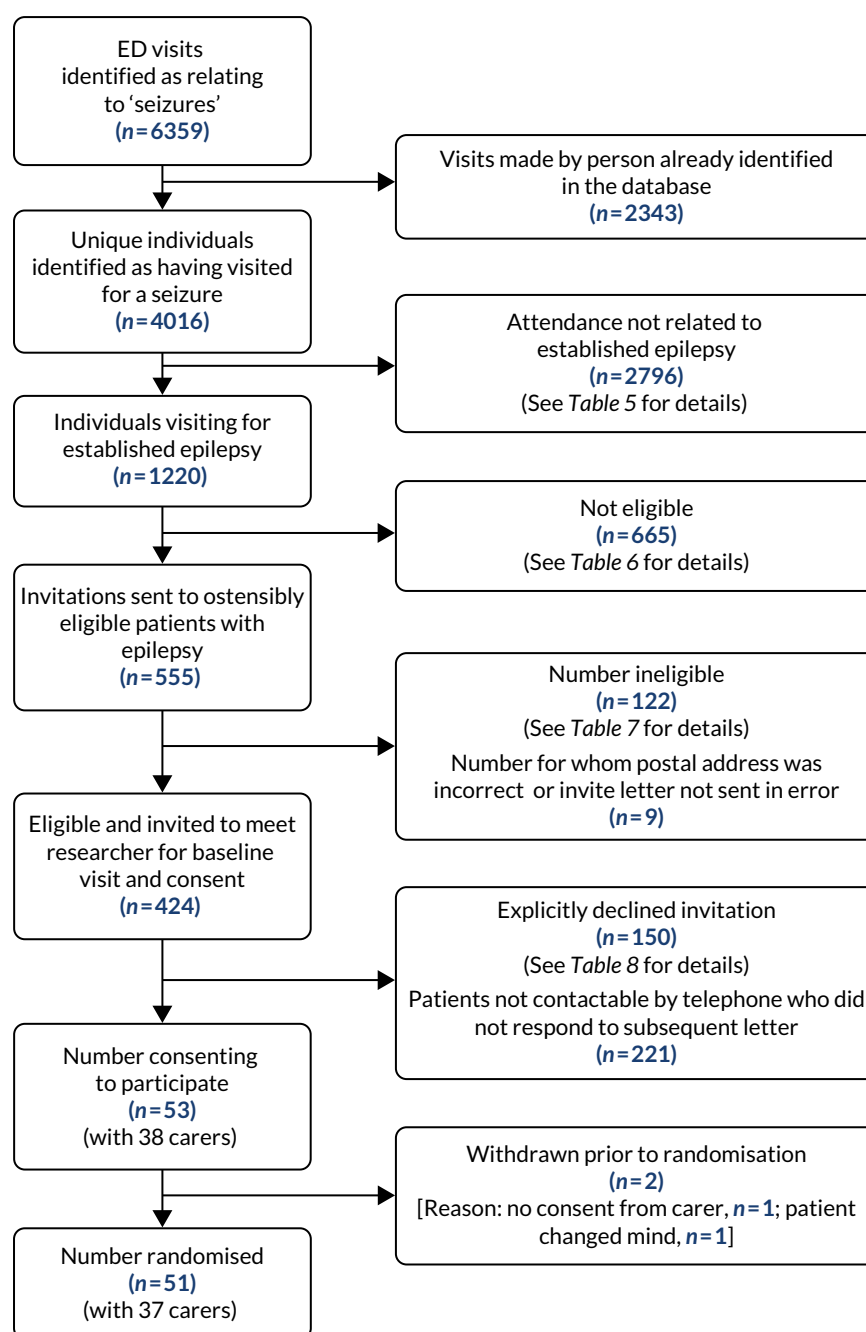 ED visits
identified as relating
to ‘seizures’
(n=6359)
Visits made by person already identified
in the database
(n=2343)
Unique individuals
identified as having visited
for a seizure
(n=4016)
Attendance not related to
established epilepsy
(n=2796)
(See Table 5 for details)
Individuals visiting for
established epilepsy
(n=1220)
Not eligible
(n=665)
(See Table 6 for details)
Invitations sent to ostensibly
eligible patients with
epilepsy
(n=555)
Number ineligible
(n=122)
(See Table 7 for details)
Number for whom postal address was
incorrect or invite letter not sent in error
(n=9)
Eligible and invited to meet
researcher for baseline
visit and consent
(n=424)
Explicitly declined invitation
(n=150)
(See Table 8 for details)
Patients not contactable by telephone who did
not respond to subsequent letter
(n=221)
Number consenting
to participate
(n=53)
(with 38 carers)
Withdrawn prior to randomisation
(n=2)
[Reason: no consent from carer, n=1; patient
changed mind, n=1]
Number randomised
(n=51)
(with 37 carers)